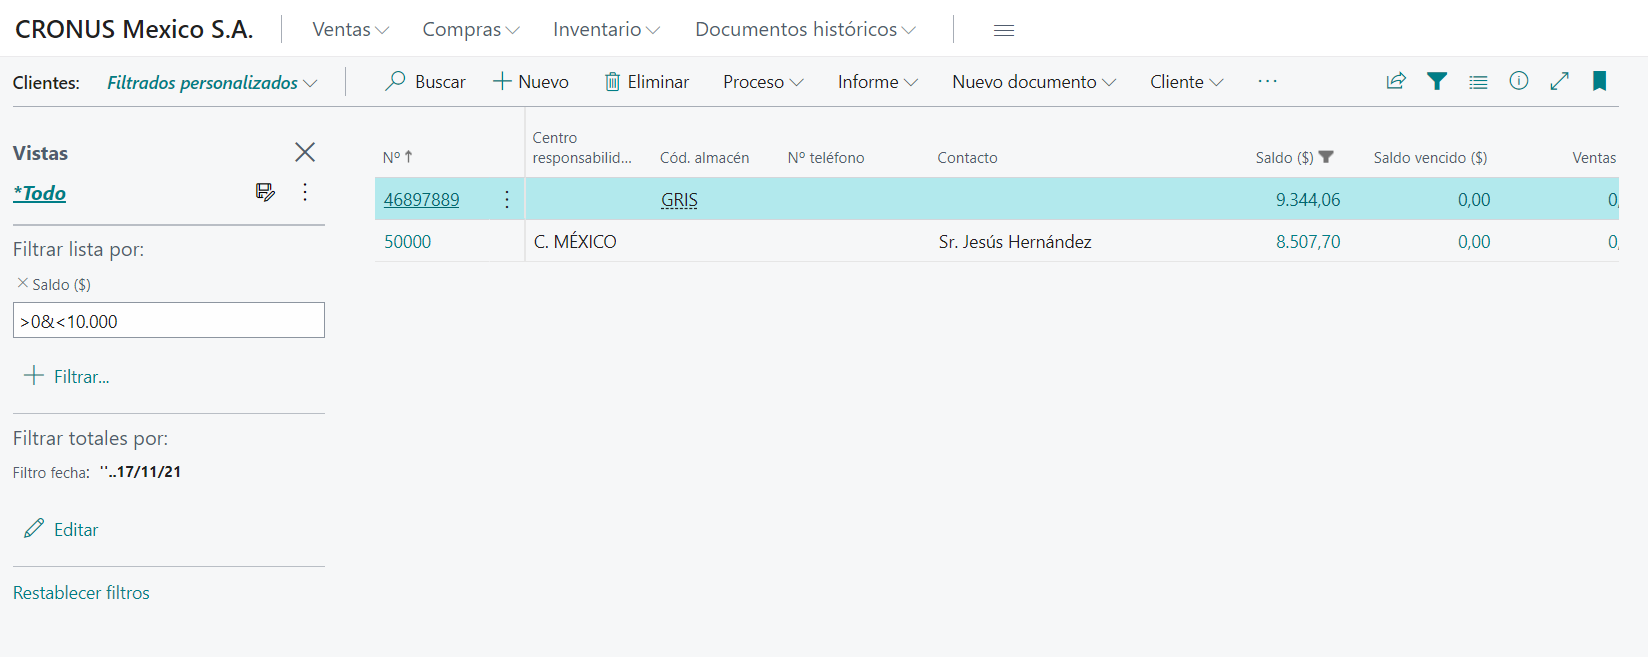 CRONUS Mexico S.A. Ventas Compras Inventario Documentos históricos
Clientes: Filtrados personalizados Buscar Nuevo Eliminar Proceso Informe Nuevo documento Cliente ...
Vistas
*Todo
Filtrar lista por:
× Saldo ($)
>0&<10.000
+ Filtrar...
Filtrar totales por:
Filtro fecha: ''..17/11/21
Editar
Restablecer filtros
Nº ↑ Centro responsabilid... Cód. almacén Nº teléfono Contacto Saldo ($) Saldo vencido ($) Ventas
46897889 GRIS 9.344,06 0,00 0,
50000 C. MÉXICO Sr. Jesús Hernández 8.507,70 0,00 0,